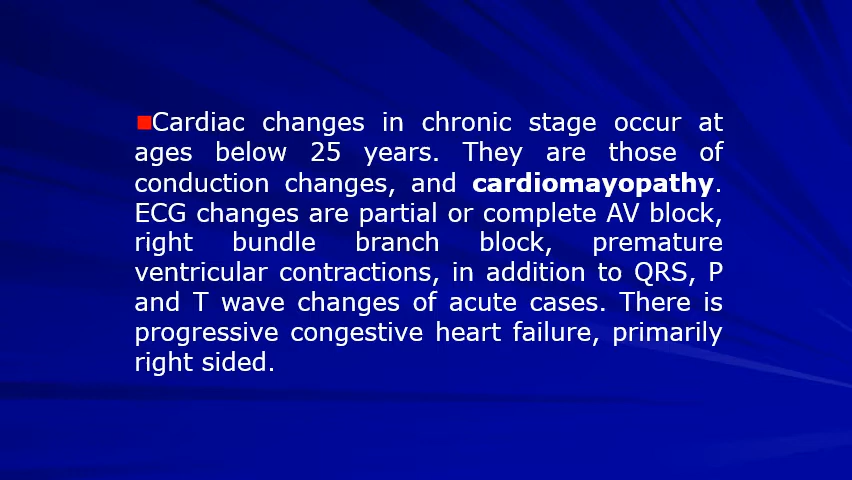 Cardiac changes in chronic stage occur at
ages below 25 years. They are those of
conduction changes, and cardiomayopathy.
ECG changes are partial or complete AV block,
right bundle branch block, premature
ventricular contractions, in addition to QRS, P
and T wave changes of acute cases. There is
progressive congestive heart failure, primarily
right sided.